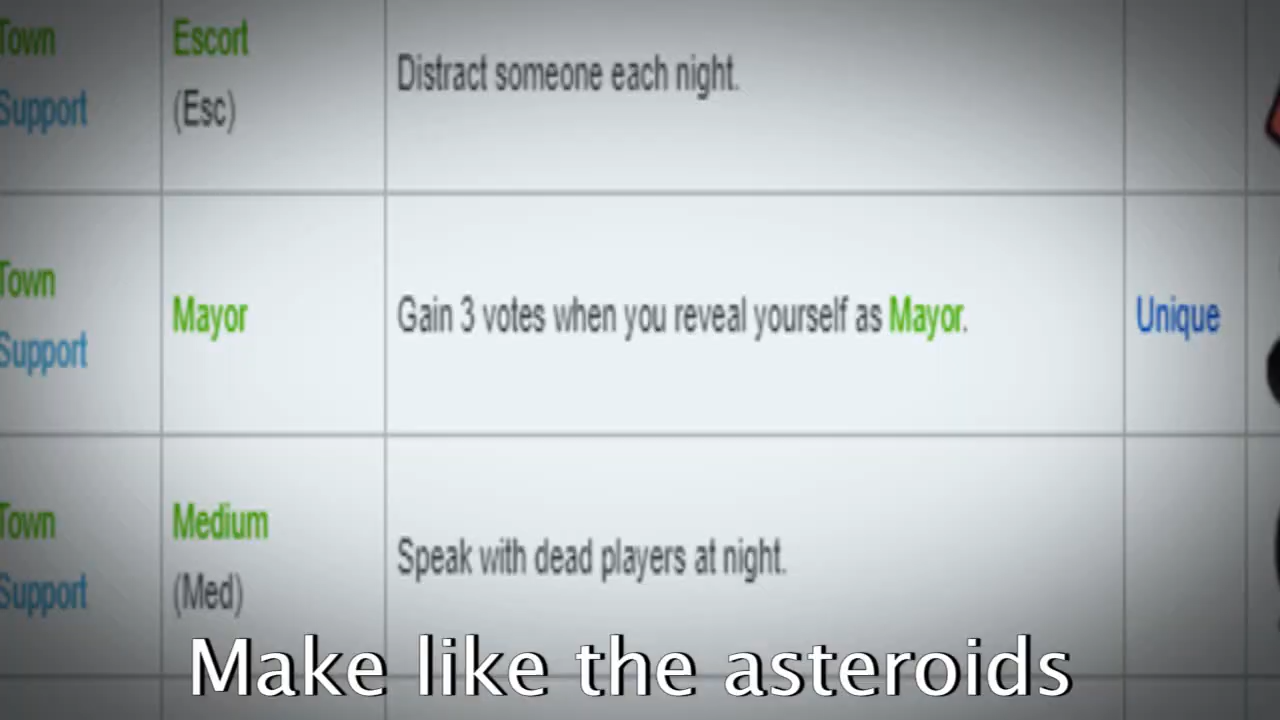 Town
Support
Escort
(Esc)
Distract someone each night.
Town
Support
Mayor
Gain 3 votes when you reveal yourself as Mayor.
Unique
Town
Support
Medium
(Med)
Speak with dead players at night.
Make like the asteroids